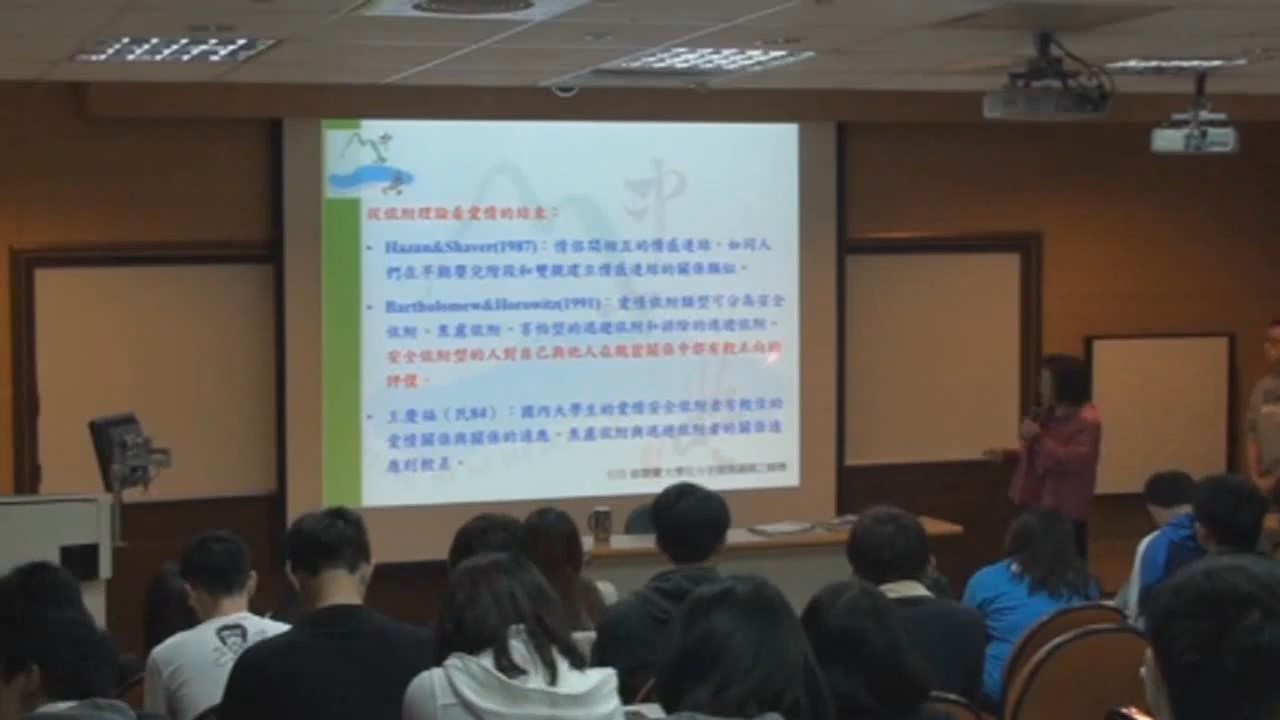 從依附理論看愛情的結束：
• Hazan&Shaver(1987)：情侶間相互的情感連結，如同人
們在早期嬰兒階段和雙親建立情感連結的關係類似。
• Bartholomew&Horowitz(1991)：愛情依附類型可分為安全
依附、焦慮依附、害怕型的逃避依附和排除的逃避依附。
安全依附型的人對自己與他人在親密關係中都有較正向的
評價。
• 王慶福（民84）：國內大學生的愛情安全依附者有較佳的
愛情關係與關係的適應，焦慮依附與逃避依附者的關係適
應則較差。